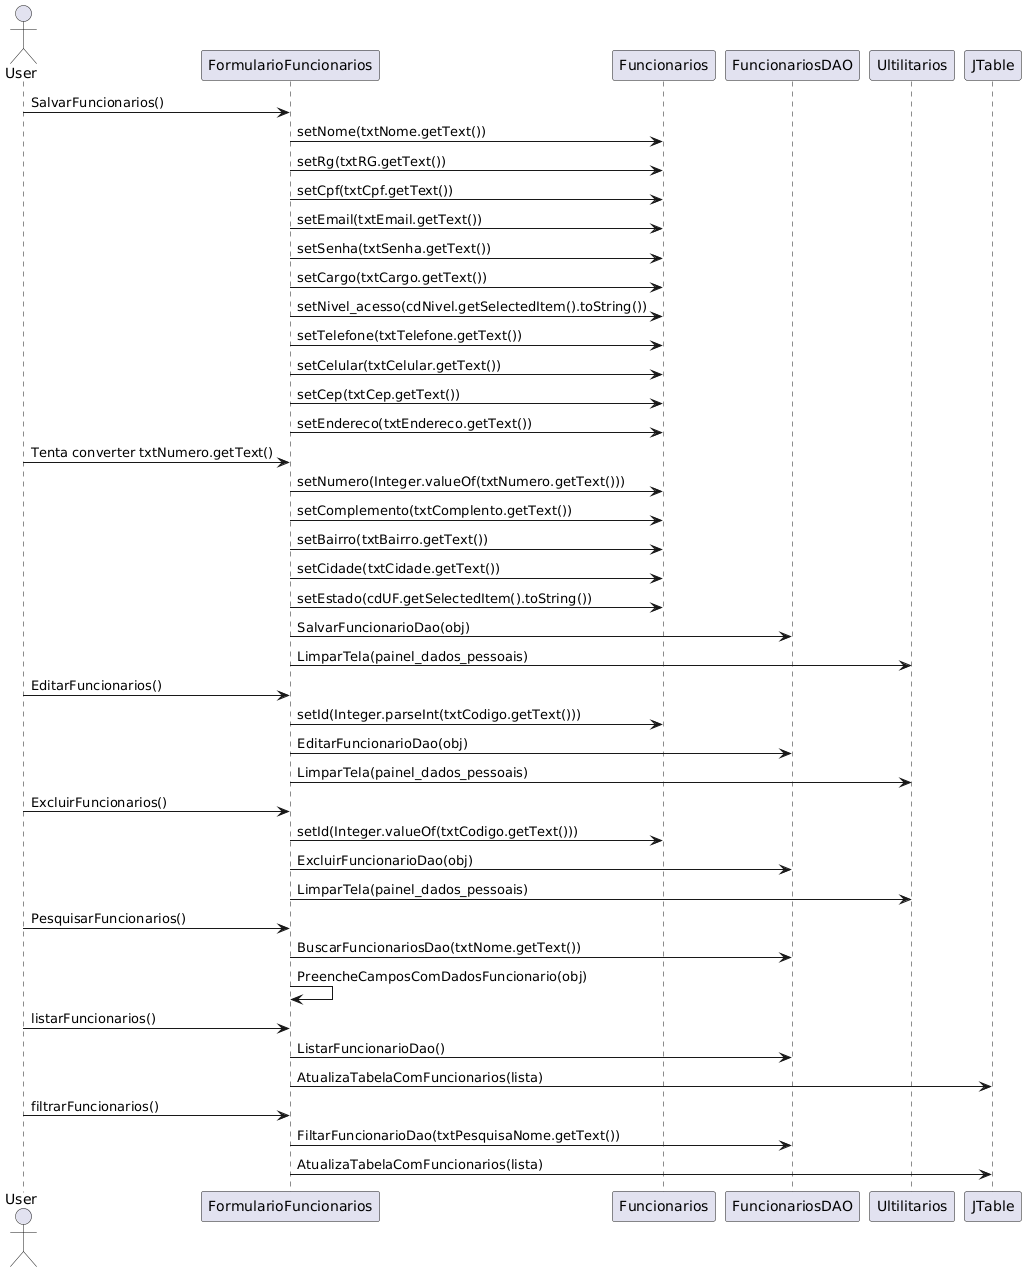 User
FormularioFuncionarios
Funcionarios
FuncionariosDAO
Ultilitarios
JTable
SalvarFuncionarios()
setNome(txtNome.getText())
setRg(txtRG.getText())
setCpf(txtCpf.getText())
setEmail(txtEmail.getText())
setSenha(txtSenha.getText())
setCargo(txtCargo.getText())
setNivel_acesso(cdNivel.getSelectedItem().toString())
setTelefone(txtTelefone.getText())
setCelular(txtCelular.getText())
setCep(txtCep.getText())
setEndereco(txtEndereco.getText())
Tenta converter txtNumero.getText()
setNumero(Integer.valueOf(txtNumero.getText()))
setComplemento(txtComplento.getText())
setBairro(txtBairro.getText())
setCidade(txtCidade.getText())
setEstado(cdUF.getSelectedItem().toString())
SalvarFuncionarioDao(obj)
LimparTela(painel_dados_pessoais)
EditarFuncionarios()
setId(Integer.parseInt(txtCodigo.getText()))
EditarFuncionarioDao(obj)
LimparTela(painel_dados_pessoais)
ExcluirFuncionarios()
setId(Integer.valueOf(txtCodigo.getText()))
ExcluirFuncionarioDao(obj)
LimparTela(painel_dados_pessoais)
PesquisarFuncionarios()
BuscarFuncionariosDao(txtNome.getText())
PreencheCamposComDadosFuncionario(obj)
listarFuncionarios()
ListarFuncionarioDao()
AtualizaTabelaComFuncionarios(lista)
filtrarFuncionarios()
FiltarFuncionarioDao(txtPesquisaNome.getText())
AtualizaTabelaComFuncionarios(lista)
User
FormularioFuncionarios
Funcionarios
FuncionariosDAO
Ultilitarios
JTable